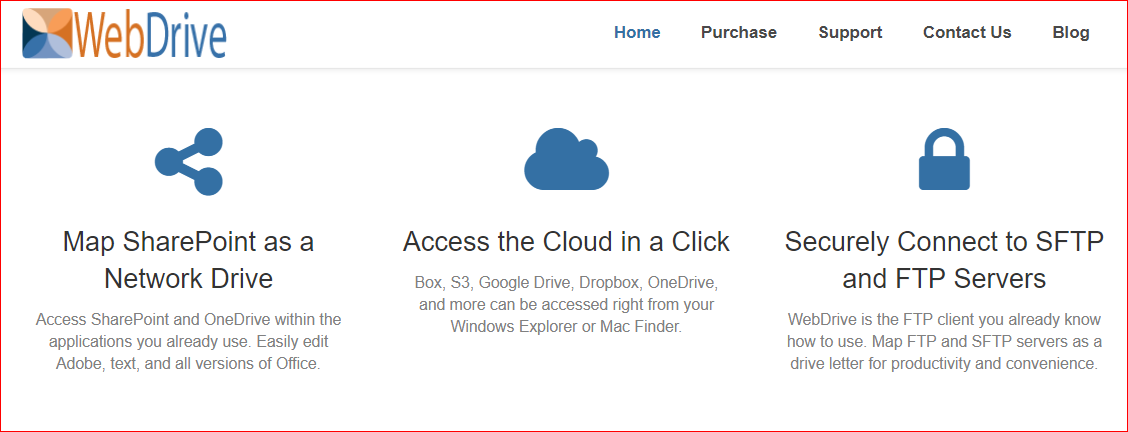 WebDrive
Home Purchase Support Contact Us Blog
Map SharePoint as a
Network Drive
Access SharePoint and OneDrive within the
applications you already use. Easily edit
Adobe, text, and all versions of Office.
Access the Cloud in a Click
Box, S3, Google Drive, Dropbox, OneDrive,
and more can be accessed right from your
Windows Explorer or Mac Finder.
Securely Connect to SFTP
and FTP Servers
WebDrive is the FTP client you already know
how to use. Map FTP and SFTP servers as a
drive letter for productivity and convenience.